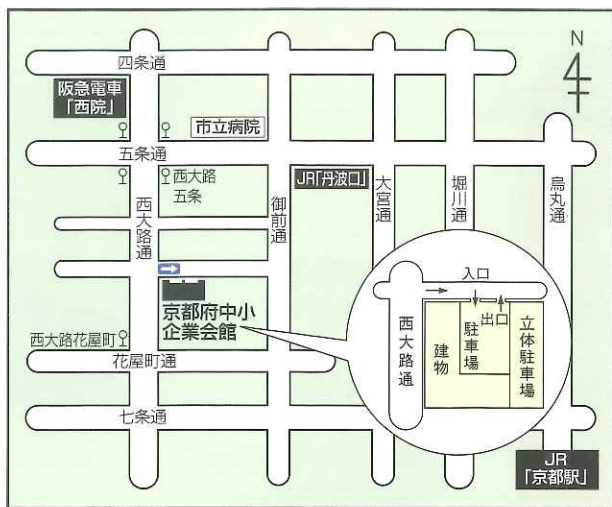 N
四条通
阪急電車
「西院」
市立病院
五条通
西大路
五条
JR「丹波口」
西大路通
御前通
大宮通
堀川通
烏丸通
京都府中小
企業会館
西大路花屋町
花屋町通
七条通
入口
出口
西大路通
建物
駐車場
立体駐車場
JR
「京都駅」